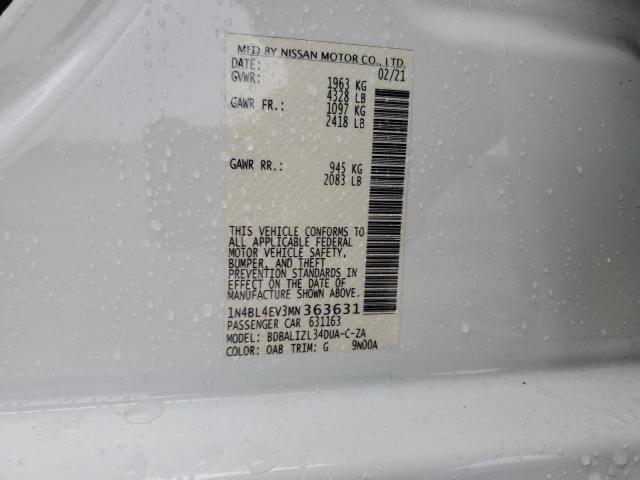 MFD BY NISSAN MOTOR CO., LTD.
DATE: 02/21
GVWR: 1963 KG
4328 LB
GAWR FR.: 1097 KG
2418 LB
GAWR RR.: 945 KG
2083 LB
THIS VEHICLE CONFORMS TO
ALL APPLICABLE FEDERAL
MOTOR VEHICLE SAFETY,
BUMPER, AND THEFT
PREVENTION STANDARDS IN
EFFECT ON THE DATE OF
MANUFACTURE SHOWN ABOVE.
1N4BL4EV3MN363631
PASSENGER CAR 631163
MODEL: BDBALIZL34DUA-C-ZA
COLOR: QAB TRIM: G 9N00A